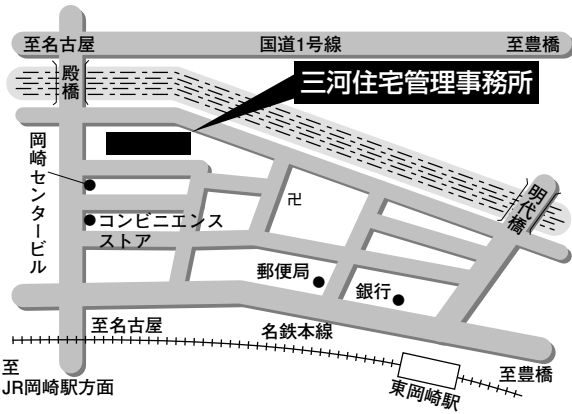 至名古屋
国道1号線
至豊橋
殿橋
三河住宅管理事務所
岡崎センタービル
明代橋
卍
コンビニエンス
ストア
郵便局
銀行
至名古屋
名鉄本線
至
JR岡崎駅方面
至豊橋
東岡崎駅